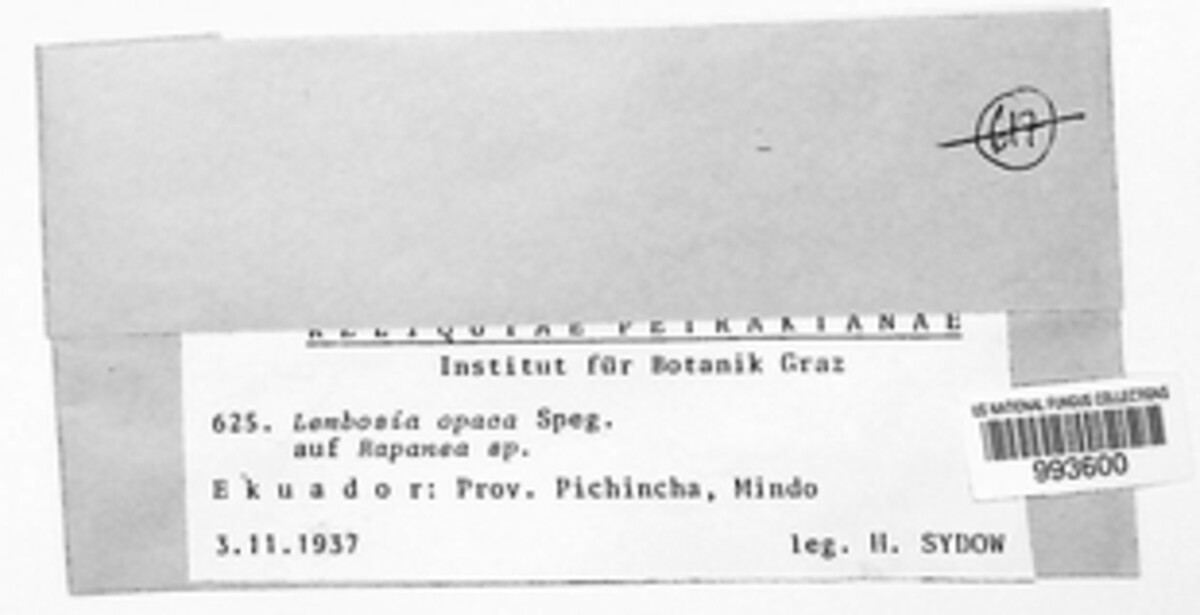 617
RELIQUIAE PETRAKIANAE
Institut für Botanik Graz
625. Lembosia opaca Speg.
auf Rapanea sp.
Ekuador: Prov. Pichincha, Mindo
3.11.1937 leg. H. SYDOW
US NATIONAL FUNGUS COLLECTIONS
993600